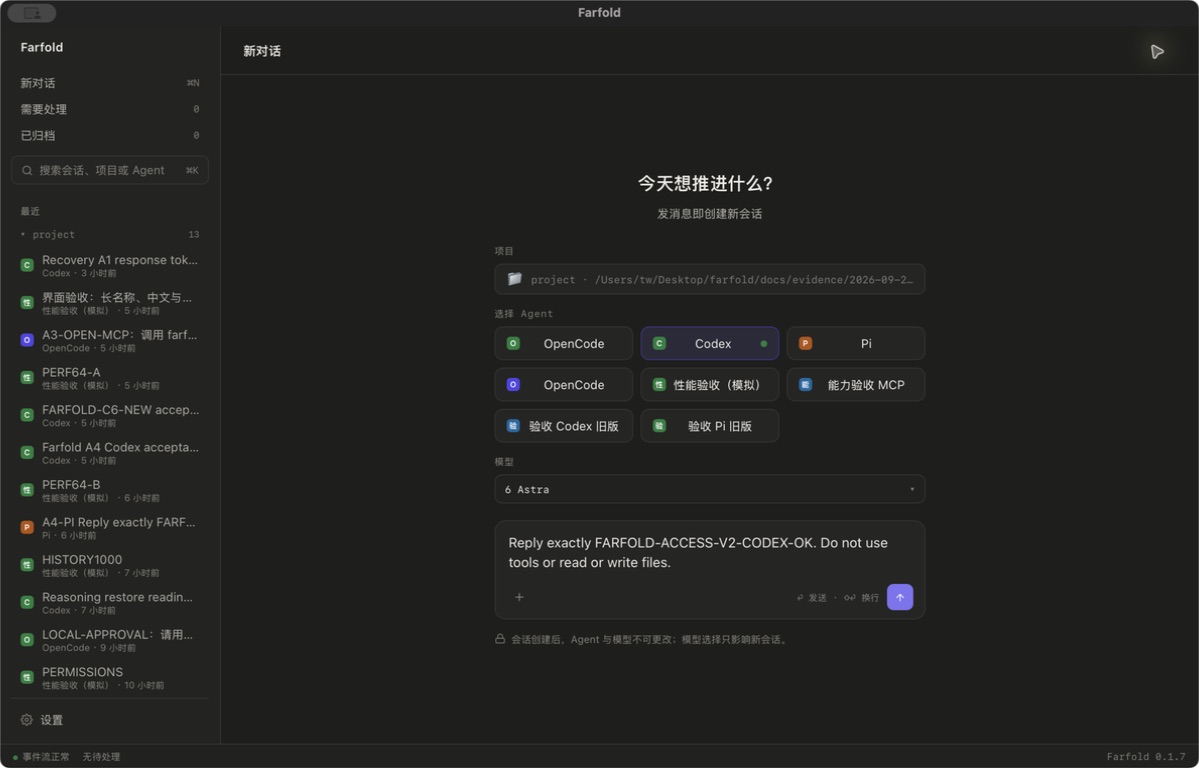 Farfold
Farfold
新对话 ⌘N
需要处理 0
已归档 0
搜索会话、项目或 Agent ⌘K
最近
• project 13
C Recovery A1 response tok...
Codex · 3 小时前
性 界面验收：长名称、中文与...
性能验收（模拟） · 5 小时前
O A3-OPEN-MCP：调用 farf...
OpenCode · 5 小时前
性 PERF64-A
性能验收（模拟） · 5 小时前
C FARFOLD-C6-NEW accep...
Codex · 5 小时前
C Farfold A4 Codex accepta...
Codex · 5 小时前
性 PERF64-B
性能验收（模拟） · 6 小时前
P A4-PI Reply exactly FARF...
Pi · 6 小时前
性 HISTORY1000
性能验收（模拟） · 7 小时前
C Reasoning restore readin...
Codex · 7 小时前
O LOCAL-APPROVAL：请用...
OpenCode · 9 小时前
性 PERMISSIONS
性能验收（模拟） · 10 小时前
设置
新对话
今天想推进什么?
发消息即创建新会话
项目
project · /Users/tw/Desktop/farfold/docs/evidence/2026-09-2…
选择 Agent
O OpenCode
C Codex
P Pi
O OpenCode
性 性能验收（模拟）
能 能力验收 MCP
验 验收 Codex 旧版
验 验收 Pi 旧版
模型
6 Astra
Reply exactly FARFOLD-ACCESS-V2-CODEX-OK. Do not use
tools or read or write files.
+ ↵ 发送 · ⇧↵ 换行
会话创建后，Agent 与模型不可更改；模型选择只影响新会话。
事件流正常 无待处理
Farfold 0.1.7